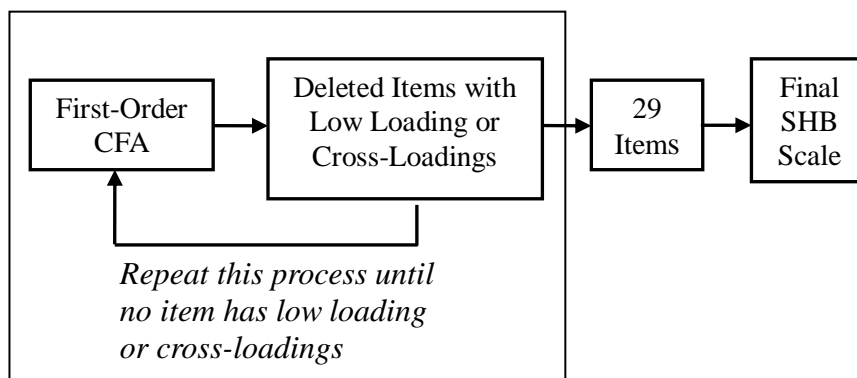 First-Order
CFA
Deleted Items with
Low Loading or
Cross-Loadings
29
Items
Final
SHB
Scale
Repeat this process until
no item has low loading
or cross-loadings